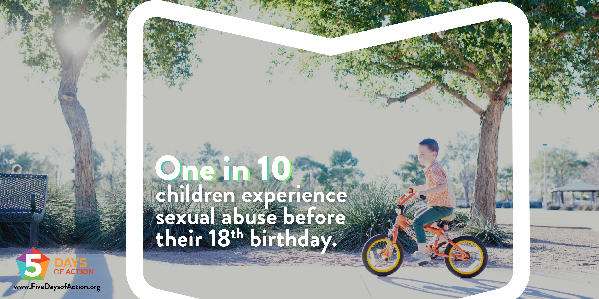 One in 10
children experience
sexual abuse before
their 18th birthday.
5 DAYS
OF ACTION
www.FiveDaysofAction.org